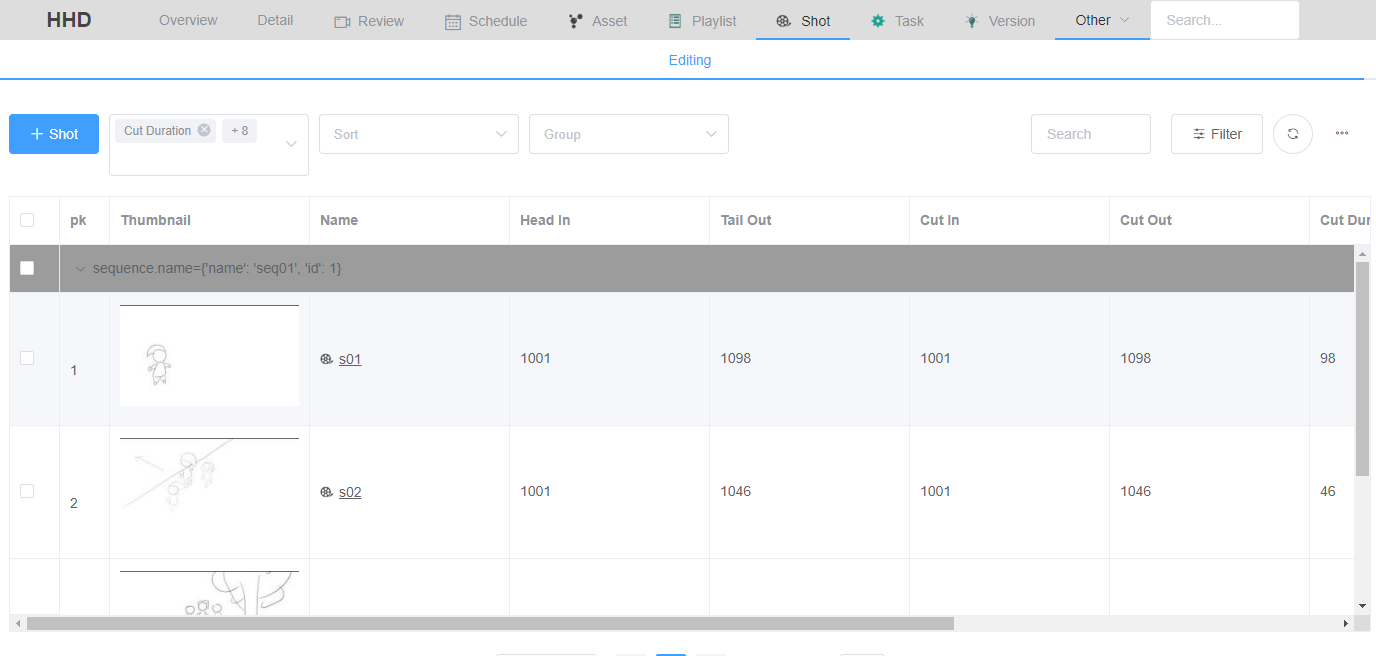 HHD Overview Detail Review Schedule Asset Playlist Shot Task Version Other Search...
Editing
+ Shot Cut Duration + 8 Sort Group Search Filter
pk Thumbnail Name Head In Tail Out Cut In Cut Out Cut Dur
sequence.name={'name': 'seq01', 'id': 1}
1 s01 1001 1098 1001 1098 98
2 s02 1001 1046 1001 1046 46